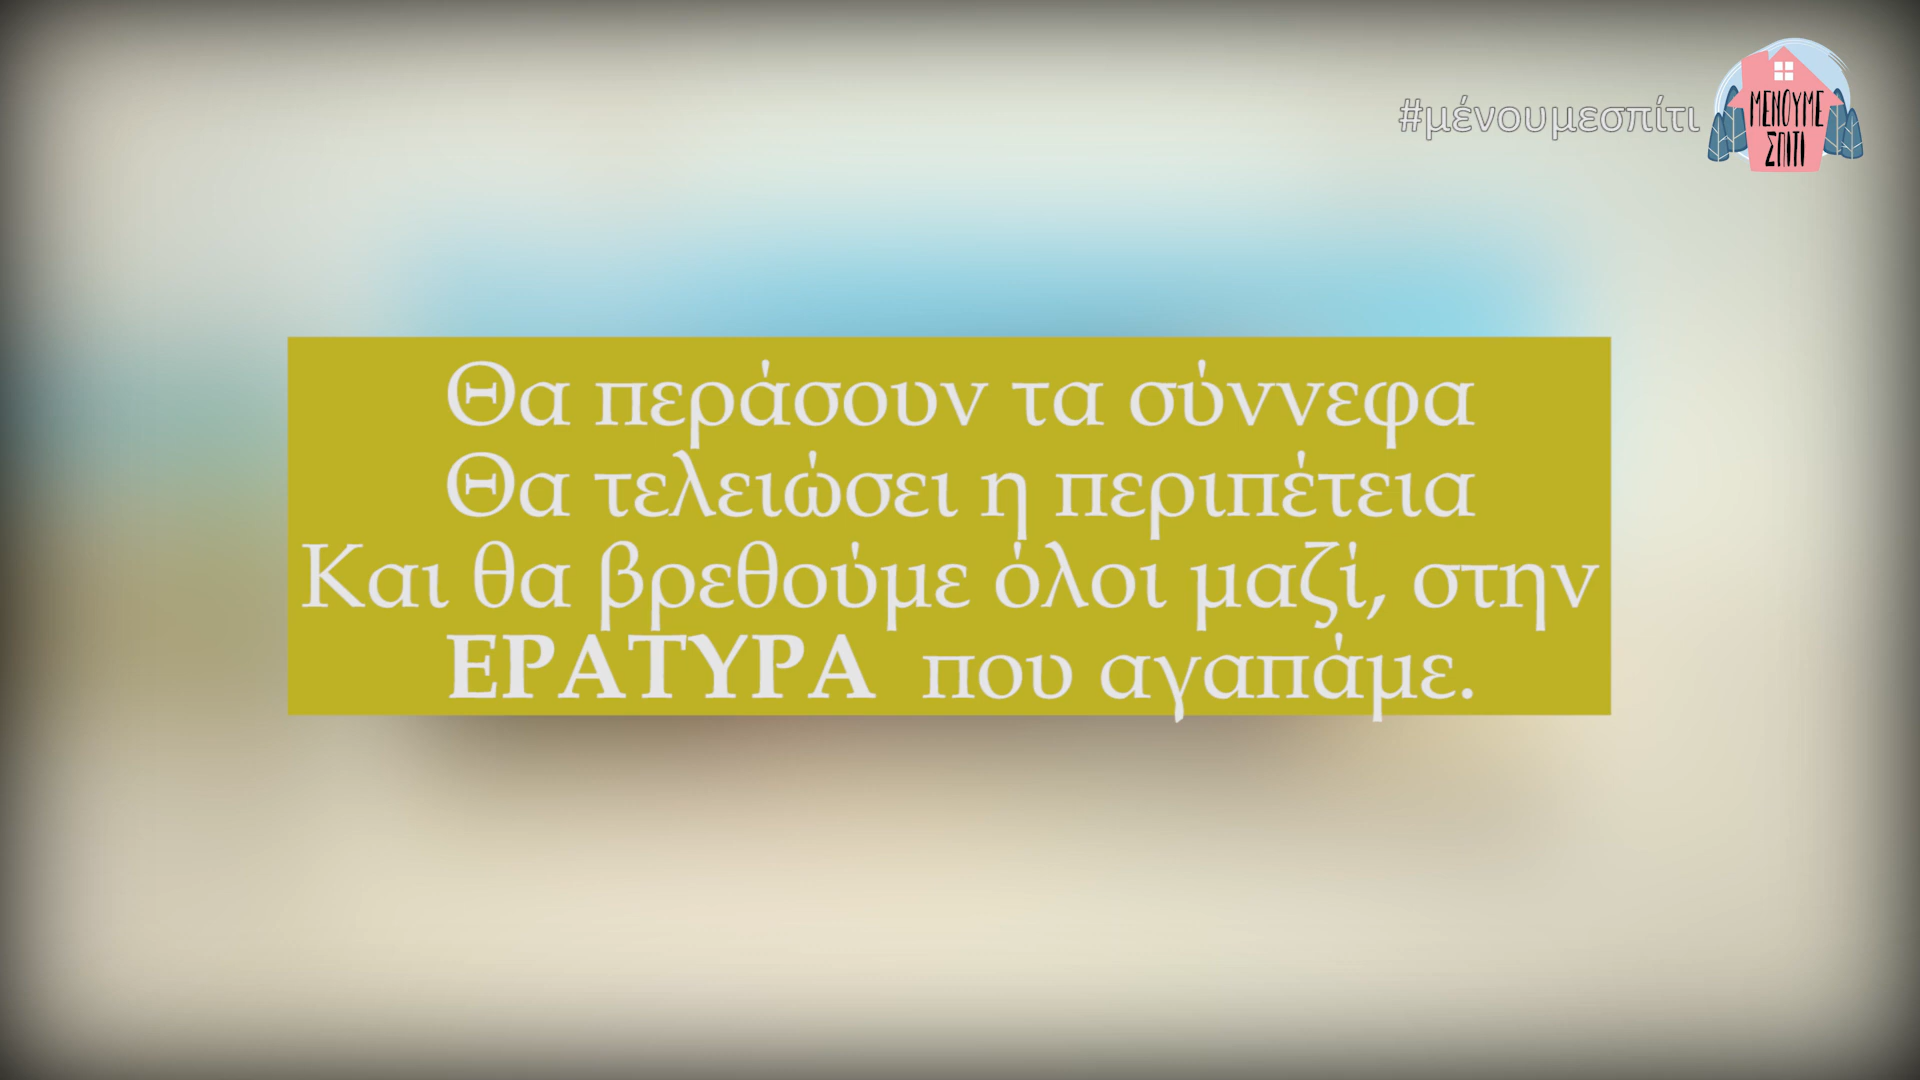 #μένουμεσπίτι
ΜΕΝΟΥΜΕ
ΣΠΙΤΙ
Θα περάσουν τα σύννεφα
Θα τελειώσει η περιπέτεια
Και θα βρεθούμε όλοι μαζί, στην
ΕΡΑΤΥΡΑ που αγαπάμε.